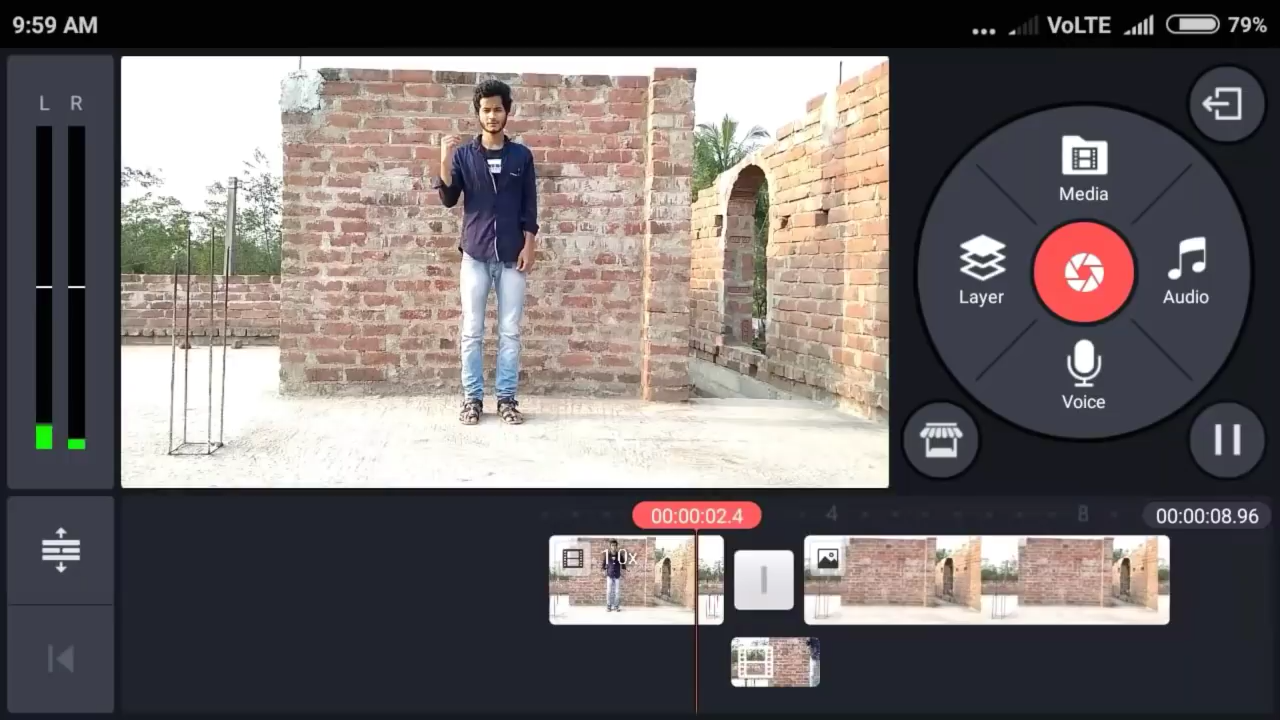 9:59 AM
... VoLTE 79%
L R
Media
Layer
Audio
Voice
00:00:02.4
4
8
00:00:08.96
1.0x